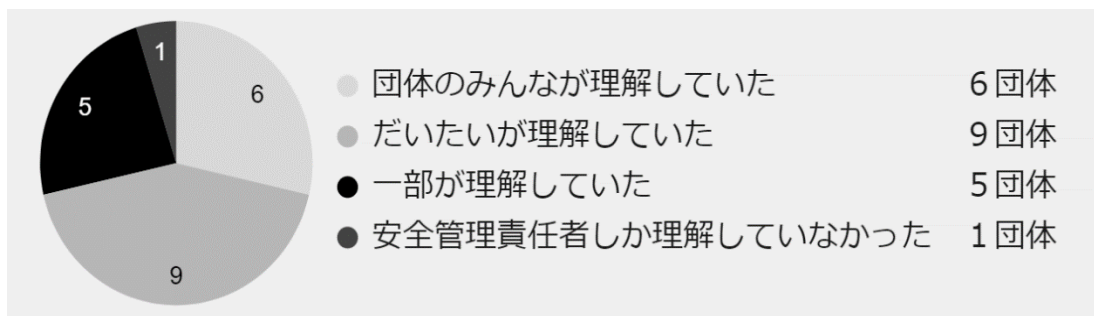 1
6
5
9
団体のみんなが理解していた 6団体
だいたいが理解していた 9団体
一部が理解していた 5団体
安全管理責任者しか理解していなかった 1団体